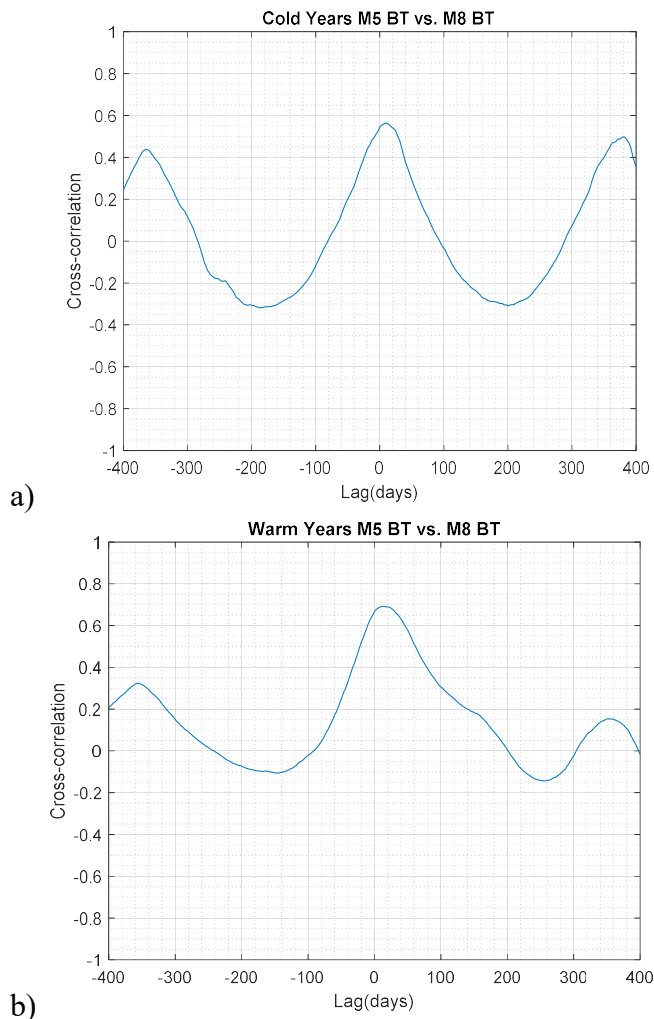 Cold Years M5 BT vs. M8 BT
1
0.8
0.6
0.4
0.2
0
-0.2
-0.4
-0.6
-0.8
-1
Cross-correlation
-400 -300 -200 -100 0 100 200 300 400
Lag(days)
a)
Warm Years M5 BT vs. M8 BT
1
0.8
0.6
0.4
0.2
0
-0.2
-0.4
-0.6
-0.8
-1
Cross-correlation
-400 -300 -200 -100 0 100 200 300 400
Lag(days)
b)